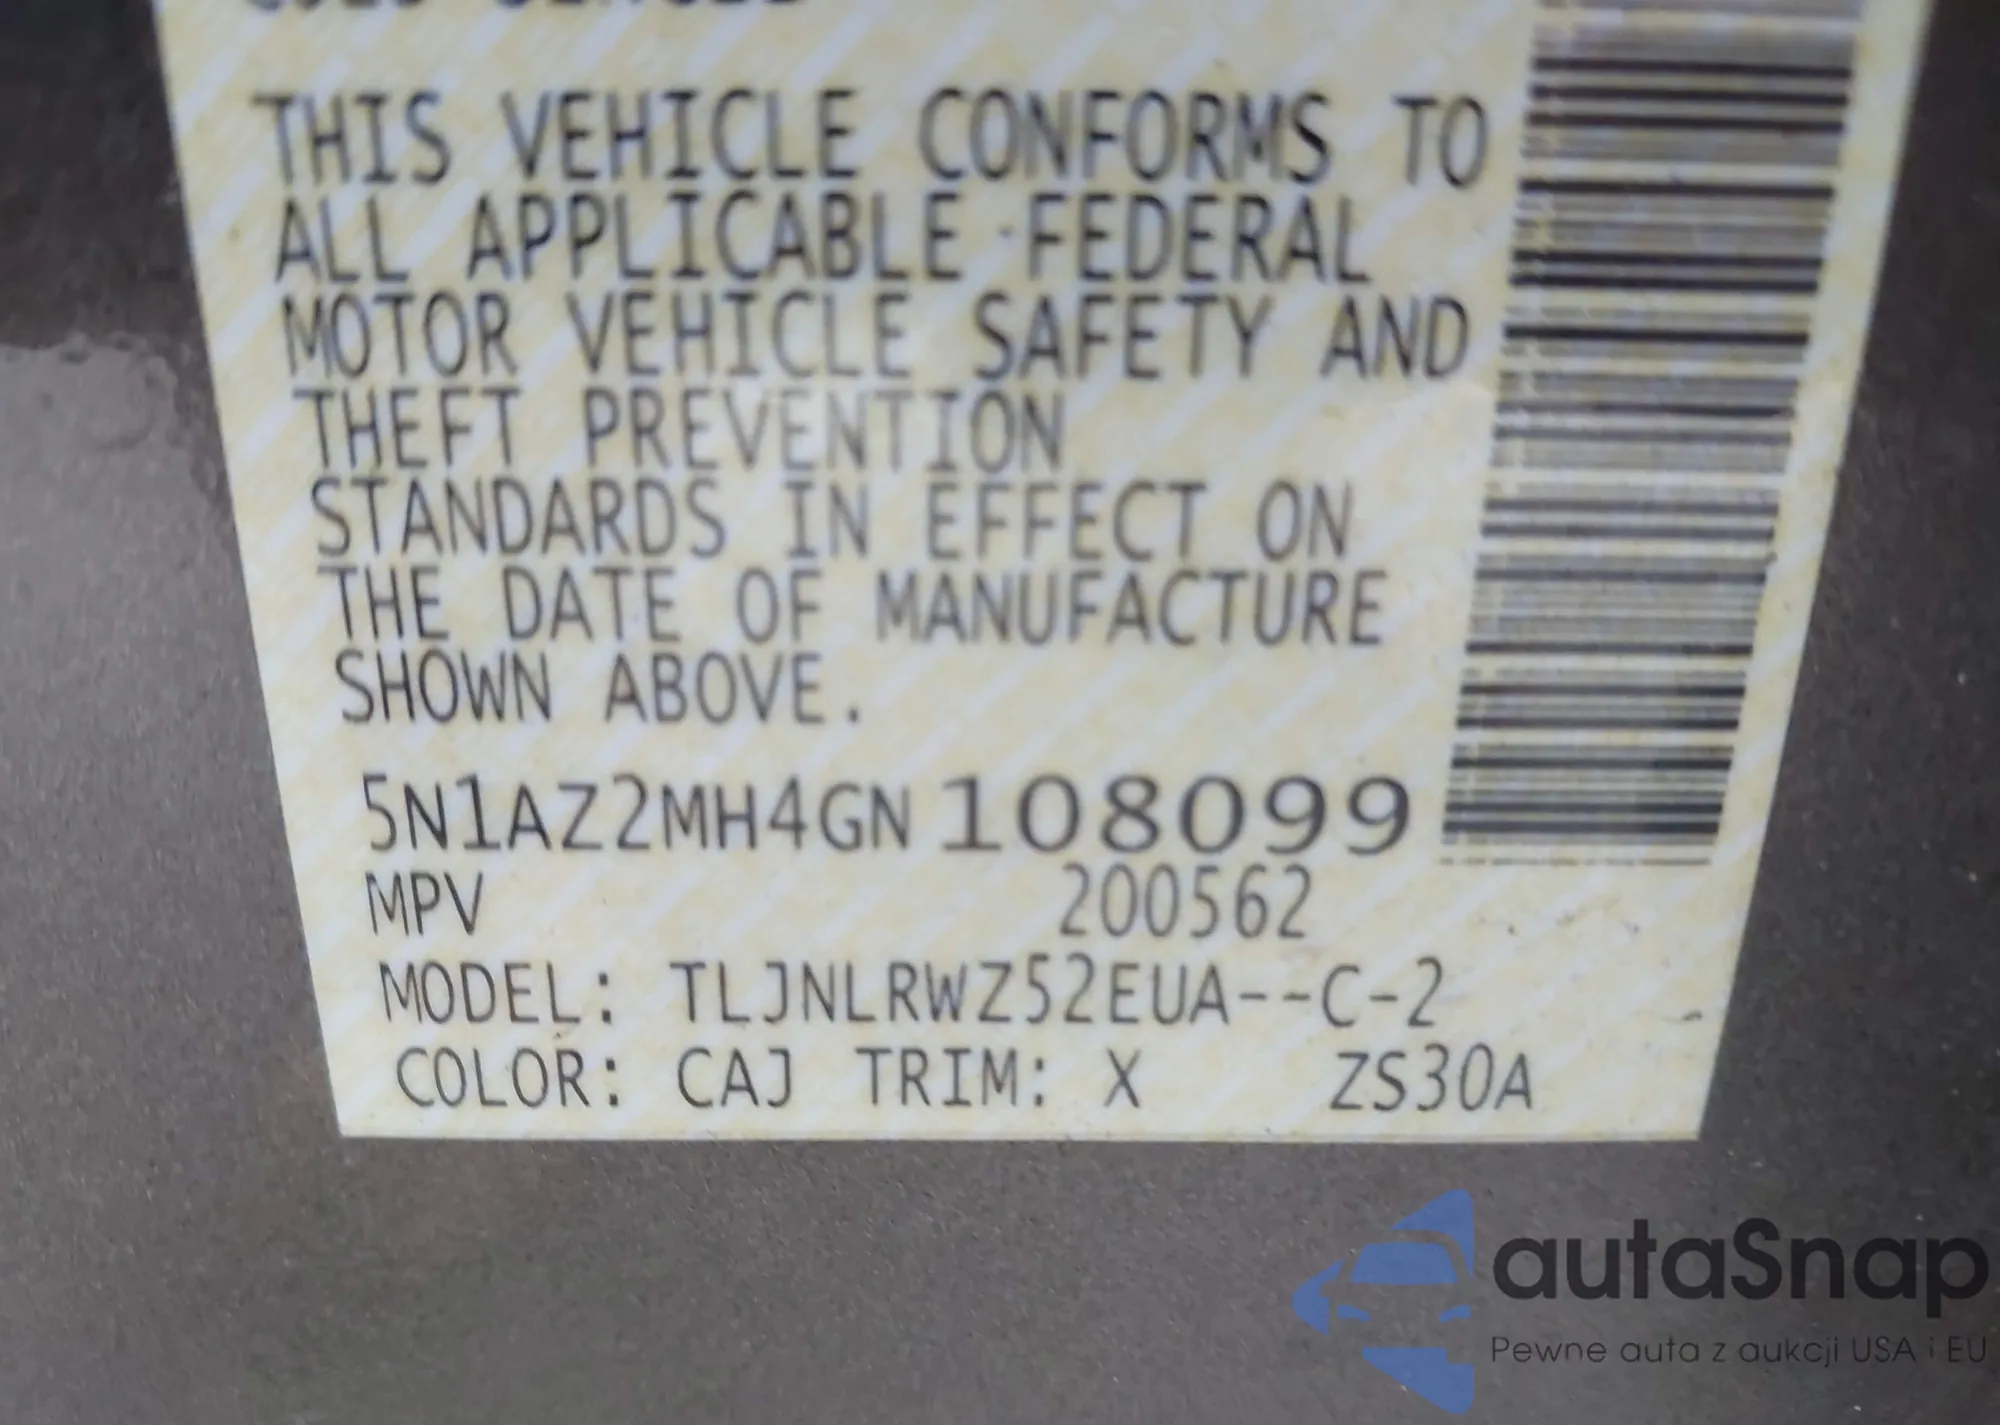 THIS VEHICLE CONFORMS TO
ALL APPLICABLE FEDERAL
MOTOR VEHICLE SAFETY AND
THEFT PREVENTION
STANDARDS IN EFFECT ON
THE DATE OF MANUFACTURE
SHOWN ABOVE.
5N1AZ2MH4GN108099
MPV 200562
MODEL: TLJNLRWZ52EUA--C-2
COLOR: CAJ TRIM: X ZS30A
autaSnap
Pewne auta z aukcji USA i EU